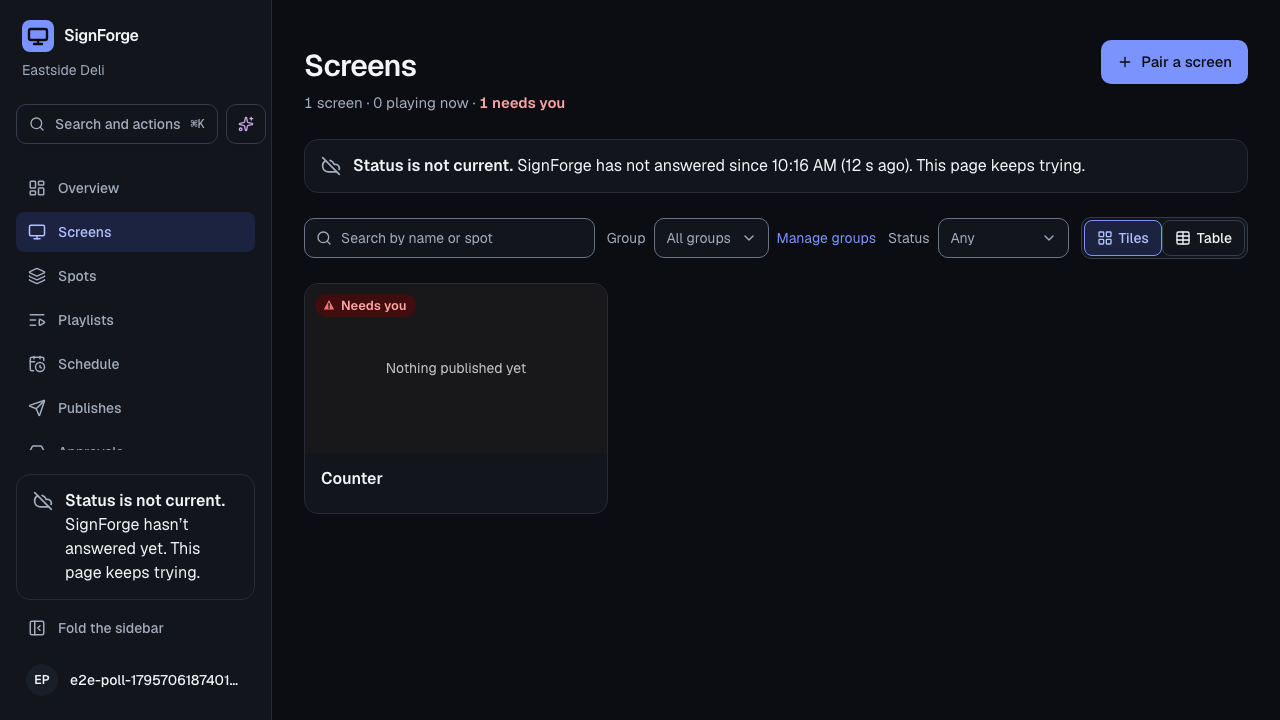 SignForge
Eastside Deli
Search and actions ⌘K
Overview
Screens
Spots
Playlists
Schedule
Publishes
Approvals
Status is not current.
SignForge hasn't
answered yet. This
page keeps trying.
Fold the sidebar
EP e2e-poll-1795706187401...
Screens
Pair a screen
1 screen · 0 playing now · 1 needs you
Status is not current. SignForge has not answered since 10:16 AM (12 s ago). This page keeps trying.
Search by name or spot Group All groups Manage groups Status Any Tiles Table
Needs you
Nothing published yet
Counter